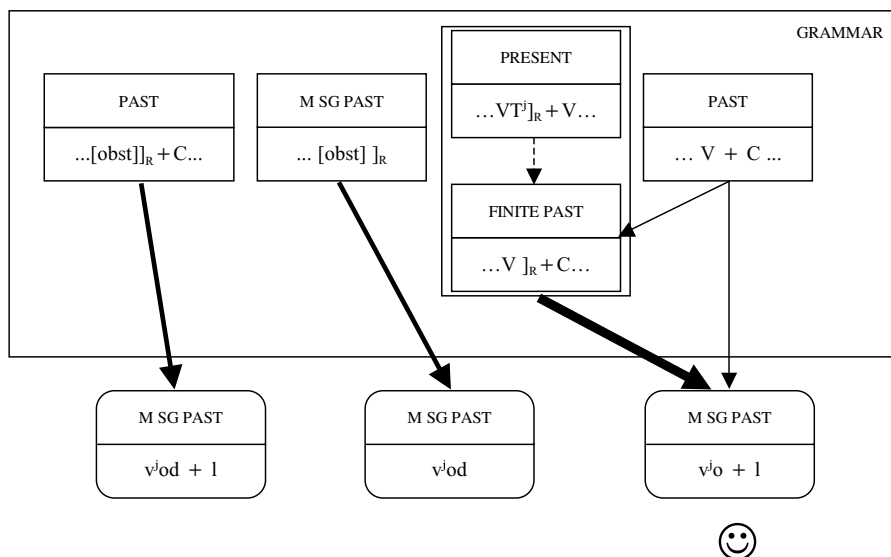 GRAMMAR
PRESENT
…VTʲ]R + V…
PAST
...[obst]]R + C...
M SG PAST
... [obst] ]R
PAST
… V + C ...
FINITE PAST
…V ]R + C…
M SG PAST
vʲod + l
M SG PAST
vʲod
M SG PAST
vʲo + l